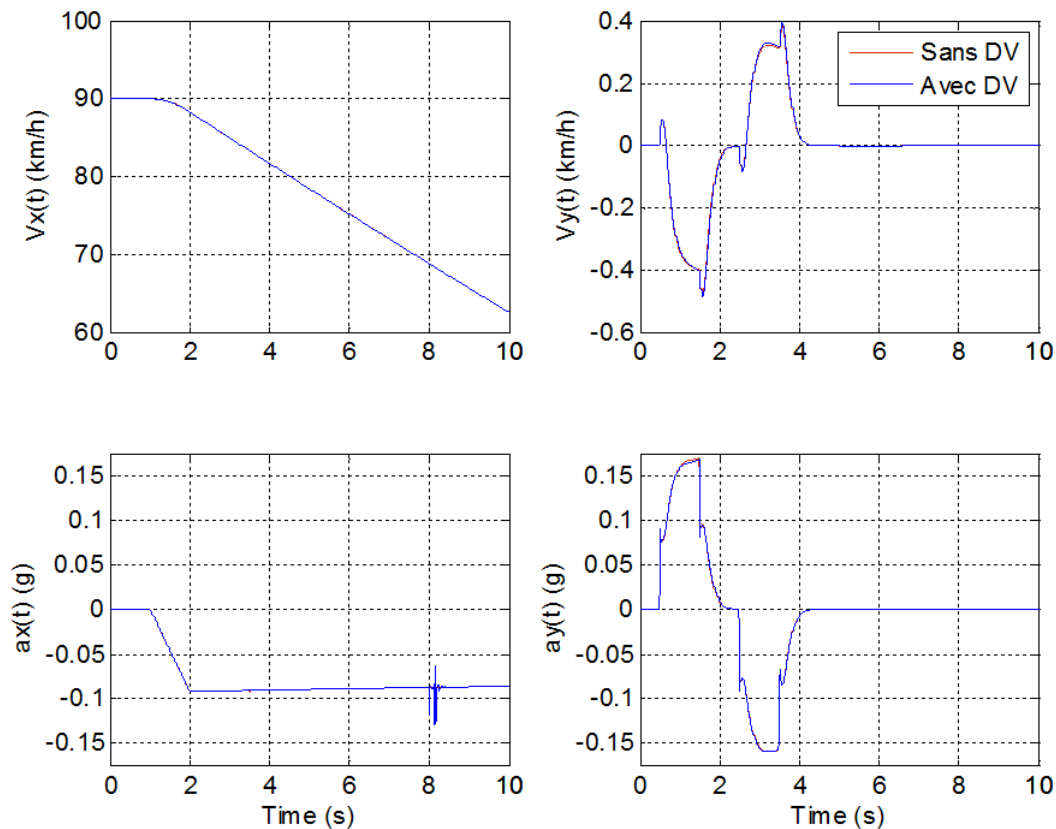 100
90
80
70
60
Vx(t) (km/h)
0 2 4 6 8 10
0.4
0.2
0
-0.2
-0.4
-0.6
Vy(t) (km/h)
Sans DV
Avec DV
0 2 4 6 8 10
0.15
0.1
0.05
0
-0.05
-0.1
-0.15
ax(t) (g)
0 2 4 6 8 10
Time (s)
0.15
0.1
0.05
0
-0.05
-0.1
-0.15
ay(t) (g)
0 2 4 6 8 10
Time (s)